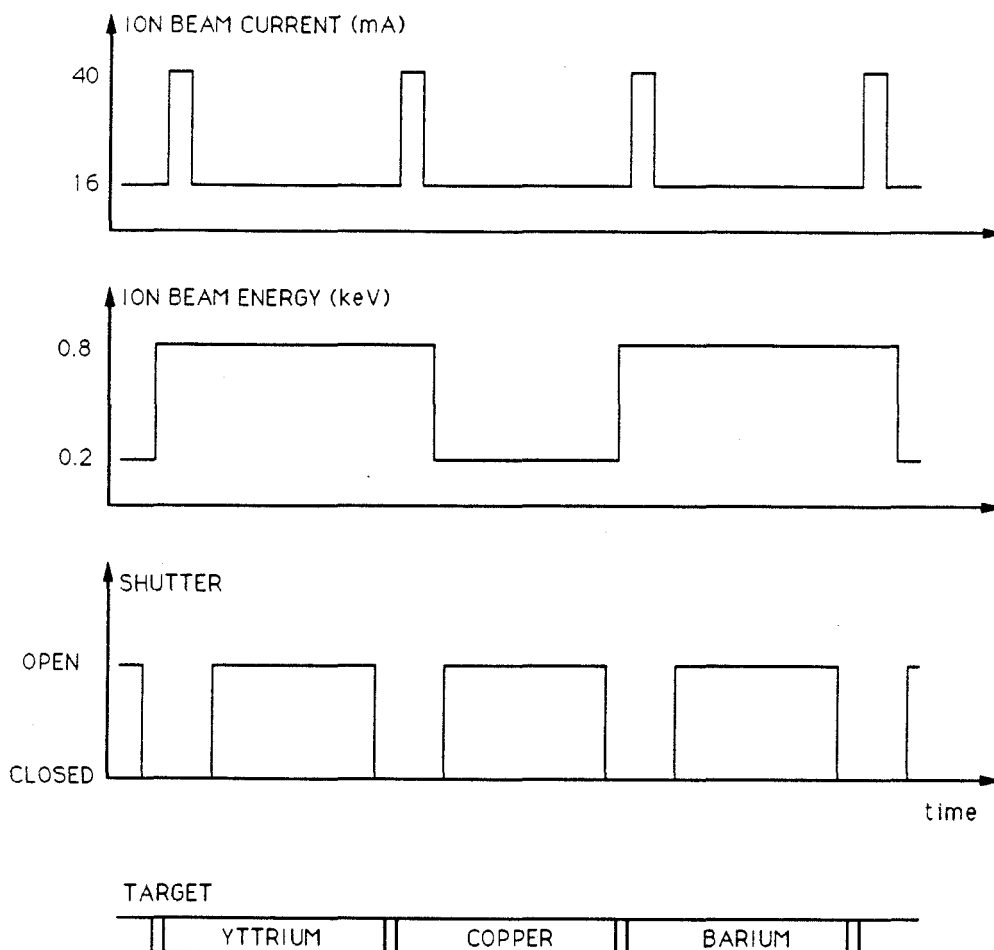 ION BEAM CURRENT (mA)
40
16
ION BEAM ENERGY (keV)
0.8
0.2
SHUTTER
OPEN
CLOSED
time
TARGET
YTTRIUM COPPER BARIUM